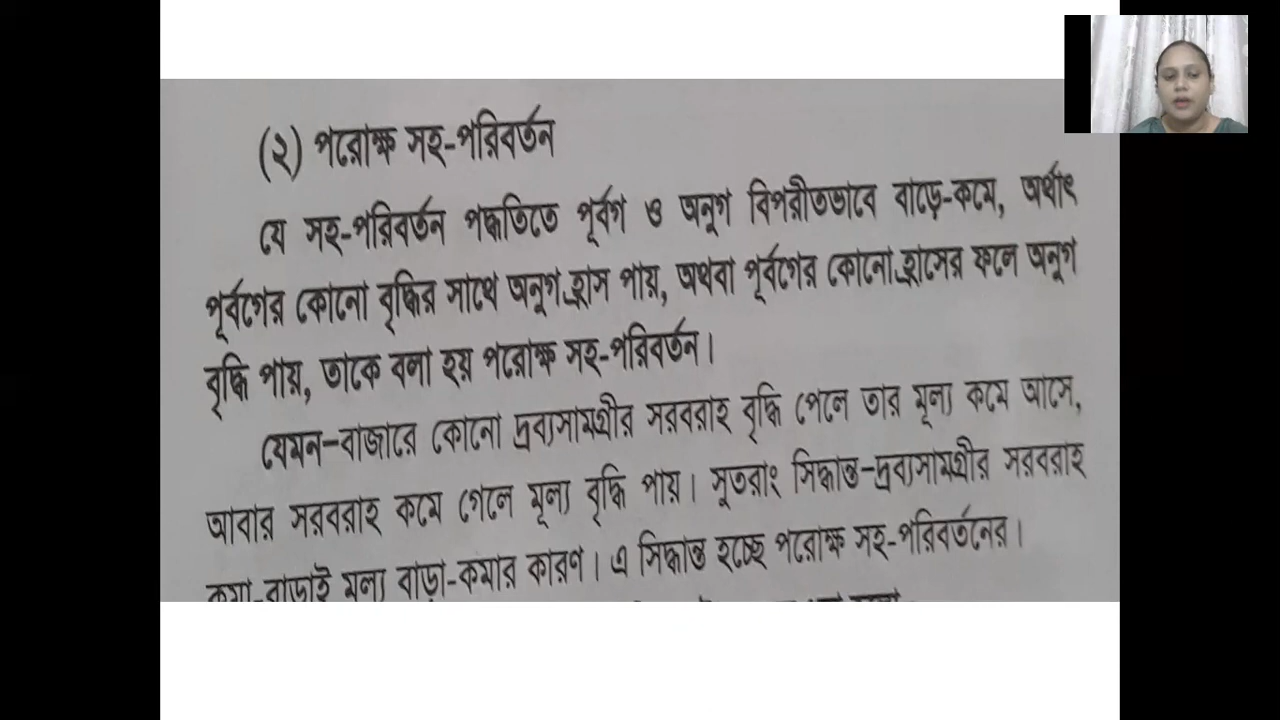 (২) পরোক্ষ সহ-পরিবর্তন
যে সহ-পরিবর্তন পদ্ধতিতে পূর্বগ ও অনুগ বিপরীতভাবে বাড়ে-কমে, অর্থাৎ
পূর্বগের কোনো বৃদ্ধির সাথে অনুগ হ্রাস পায়, অথবা পূর্বগের কোনো হ্রাসের ফলে অনুগ
বৃদ্ধি পায়, তাকে বলা হয় পরোক্ষ সহ-পরিবর্তন।
যেমন-বাজারে কোনো দ্রব্যসামগ্রীর সরবরাহ বৃদ্ধি পেলে তার মূল্য কমে আসে,
আবার সরবরাহ কমে গেলে মূল্য বৃদ্ধি পায়। সুতরাং সিদ্ধান্ত-দ্রব্যসামগ্রীর সরবরাহ
কমা-বাড়াই মূল্য বাড়া-কমার কারণ। এ সিদ্ধান্ত হচ্ছে পরোক্ষ সহ-পরিবর্তনের।